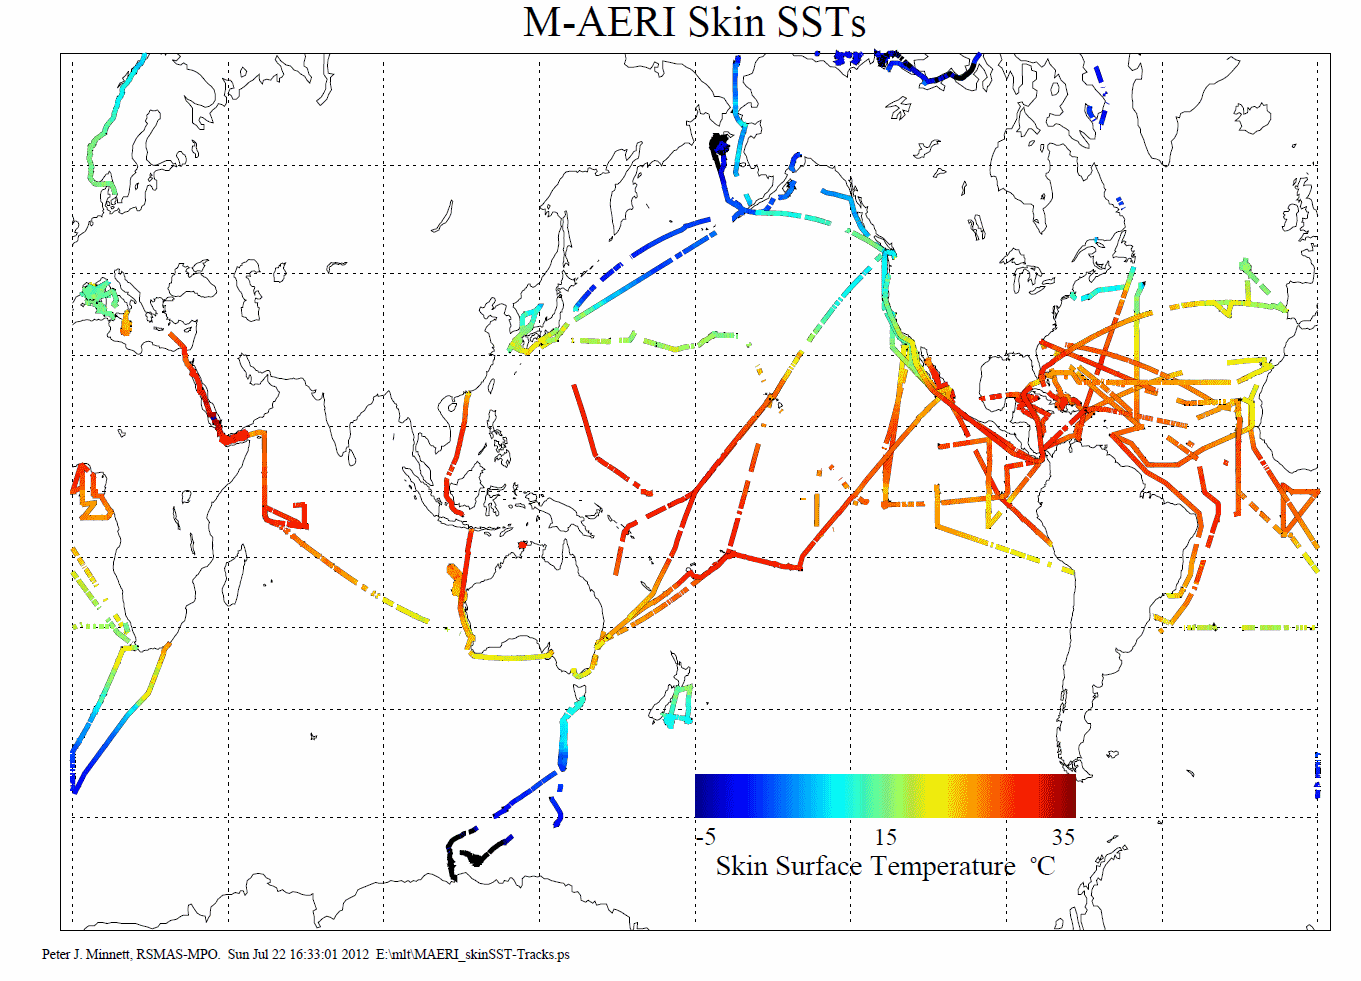 M-AERI Skin SSTs
-5 15 35
Skin Surface Temperature °C
Peter J. Minnett, RSMAS-MPO. Sun Jul 22 16:33:01 2012 E:\mlt\MAERI_skinSST-Tracks.ps